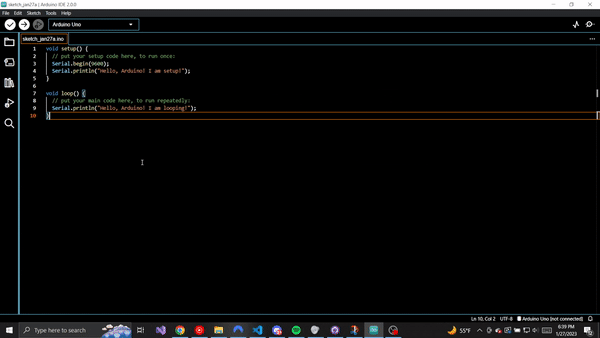 sketch_jan27a | Arduino IDE 2.0.0
File Edit Sketch Tools Help
Arduino Uno
sketch_jan27a.ino
1 void setup() {
2 // put your setup code here, to run once:
3 Serial.begin(9600);
4 Serial.println("Hello, Arduino! I am setup!");
5 }
6
7 void loop() {
8 // put your main code here, to run repeatedly:
9 Serial.println("Hello, Arduino! I am looping!");
10 }
Ln 10, Col 2 UTF-8 Arduino Uno [not connected]
Type here to search
55°F
6:39 PM
1/27/2023